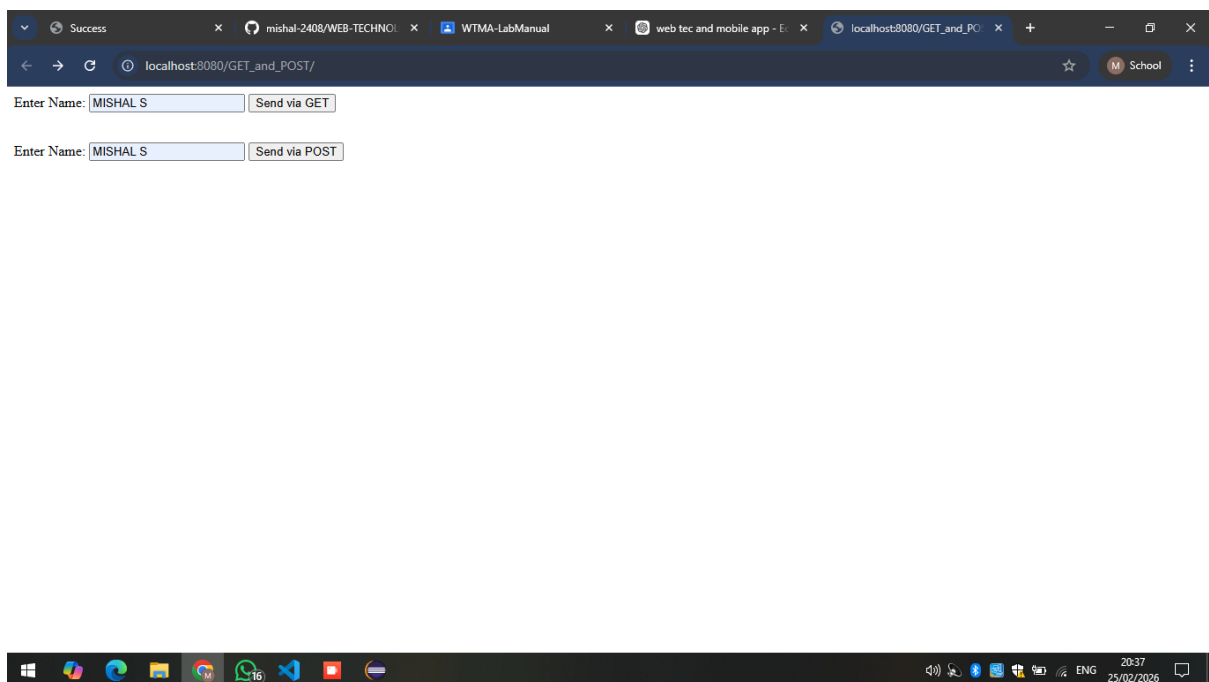 Success
mishal-2408/WEB-TECHNOL
WTMA-LabManual
web tec and mobile app - Ec
localhost:8080/GET_and_PO
localhost:8080/GET_and_POST/
M School
Enter Name: MISHAL S Send via GET
Enter Name: MISHAL S Send via POST
M
16
ENG 20:37
25/02/2026